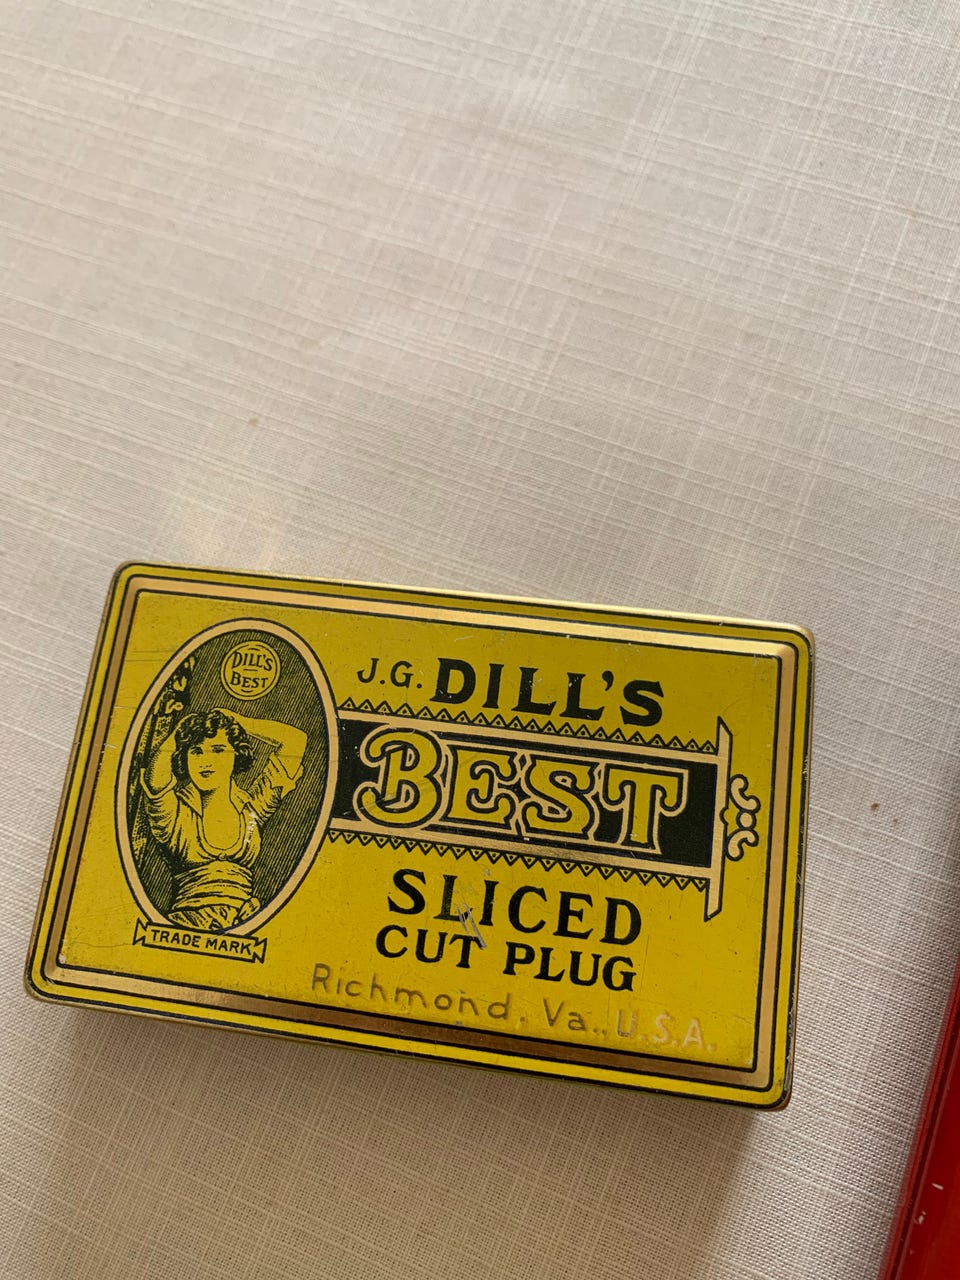 DILL'S
BEST
TRADE MARK
J.G. DILL'S
BEST
SLICED
CUT PLUG
Richmond, Va., U.S.A.